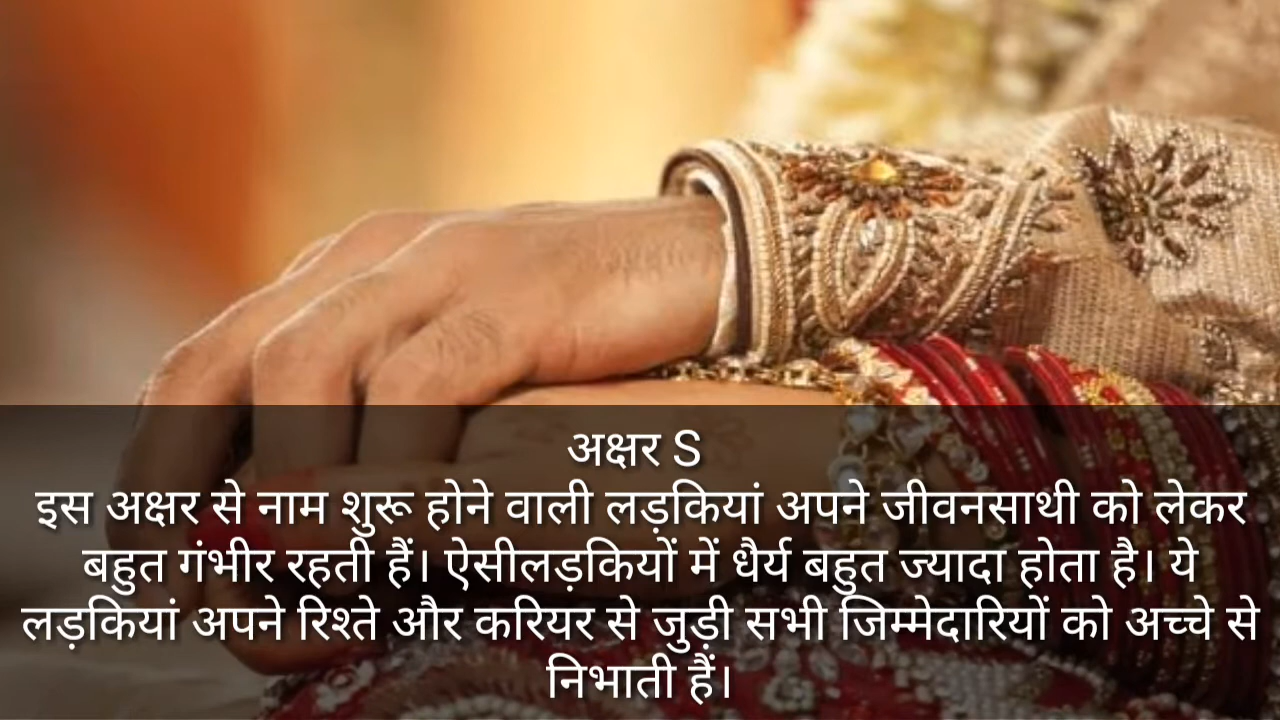 अक्षर S
इस अक्षर से नाम शुरू होने वाली लड़कियां अपने जीवनसाथी को लेकर
बहुत गंभीर रहती हैं। ऐसीलड़कियों में धैर्य बहुत ज्यादा होता है। ये
लड़कियां अपने रिश्ते और करियर से जुड़ी सभी जिम्मेदारियों को अच्चे से
निभाती हैं।